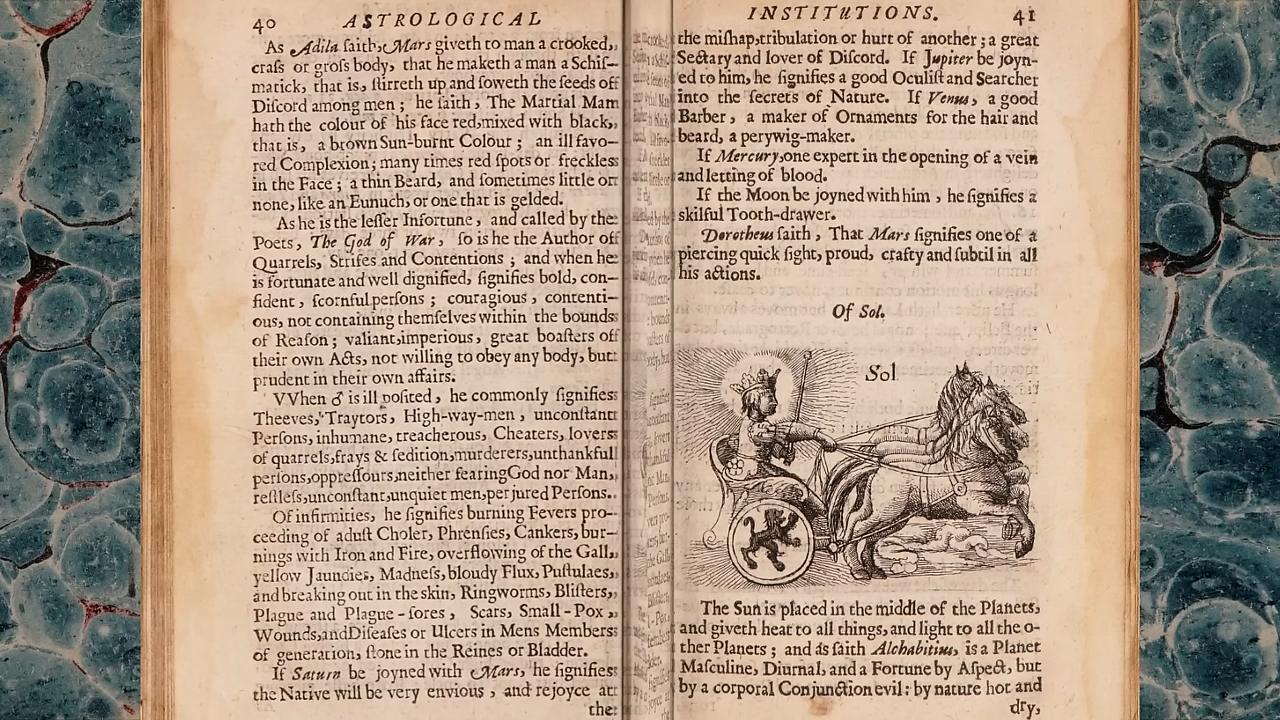 40 ASTROLOGICAL
As Adila ſaith, Mars giveth to man a crooked,
craſs or groſs body, that he maketh a man a Schiſ-
matick, that is, ſtirreth up and ſoweth the ſeeds of
Diſcord among men; he ſaith, The Martial Man
hath the colour of his face red, mixed with black,
that is, a brown Sun-burnt Colour; an ill favo-
red Complexion; many times red ſpots or freckles
in the Face; a thin Beard, and ſometimes little or
none, like an Eunuch, or one that is gelded.
As he is the leſſer Infortune, and called by the
Poets, The God of War, ſo is he the Author of
Quarrels, Strifes and Contentions; and when he
is fortunate and well dignified, ſignifies bold, con-
fident, ſcornful perſons; couragious, contenti-
ous, not containing themſelves within the bounds
of Reaſon; valiant, imperious, great boaſters of
their own Acts, not willing to obey any body, but
prudent in their own affairs.
VVhen ♂ is ill poſited, he commonly ſignifies
Theeves, Traytors, High-way-men, unconſtant
Perſons, inhumane, treacherous, Cheaters, lovers
of quarrels, frays & ſedition, murderers, unthankful
perſons, oppreſſours, neither fearing God nor Man,
reſtleſs, unconſtant, unquiet men, perjured Perſons.
Of infirmities, he ſignifies burning Fevers pro-
ceeding of aduſt Choler, Phrenſies, Cankers, bur-
nings with Iron and Fire, overflowing of the Gall,
yellow Jaundies, Madneſs, bloudy Flux, Puſtulaes,
and breaking out in the skin, Ringworms, Bliſters,
Plague and Plague-ſores, Scars, Small-Pox,
Wounds, and Diſeaſes or Ulcers in Mens Members
of generation, ſtone in the Reines or Bladder.
If Saturn be joyned with Mars, he ſignifies
the Native will be very envious, and rejoyce at
the
INSTITUTIONS. 41
the miſhap, tribulation or hurt of another; a great
Sectary and lover of Diſcord. If Jupiter be joyn-
ed to him, he ſignifies a good Oculiſt and Searcher
into the ſecrets of Nature. If Venus, a good
Barber, a maker of Ornaments for the hair and
beard, a perywig-maker.
If Mercury, one expert in the opening of a vein
and letting of blood.
If the Moon be joyned with him, he ſignifies a
skilful Tooth-drawer.
Dorotheus ſaith, That Mars ſignifies one of a
piercing quick ſight, proud, crafty and ſubtil in all
his actions.
Of Sol.
Sol
The Sun is placed in the middle of the Planets,
and giveth heat to all things, and light to all the o-
ther Planets; and as ſaith Alchabitius, is a Planet
Maſculine, Diurnal, and a Fortune by Aſpect, but
by a corporal Conjunction evil: by nature hot and
dry,